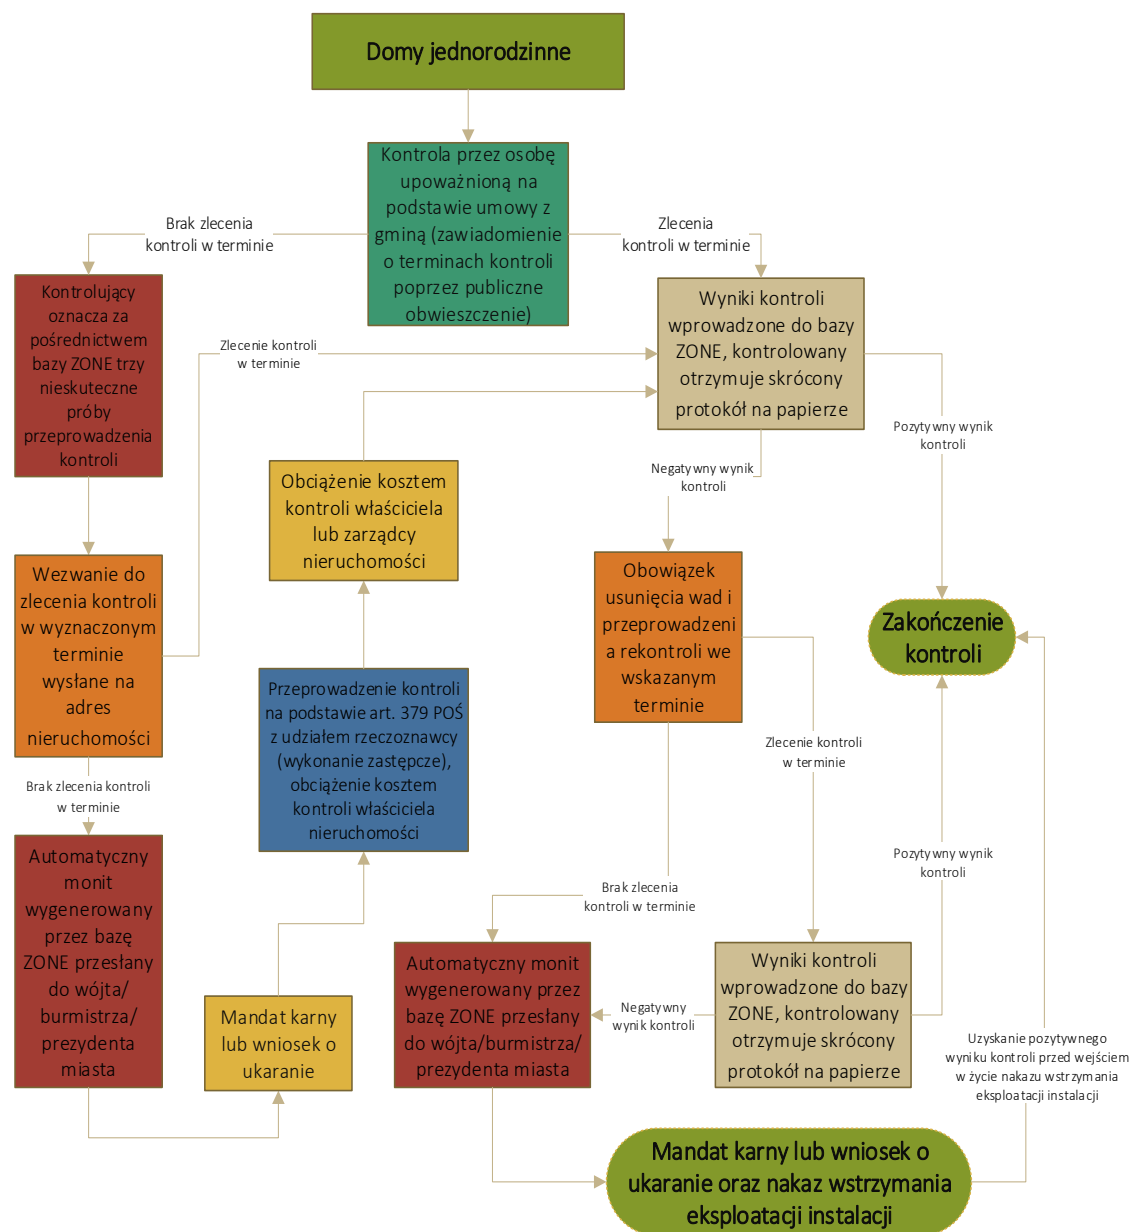 Domy jednorodzinne
Kontrola przez osobę
upoważnioną na
podstawie umowy z
gminą (zawiadomienie
o terminach kontroli
poprzez publiczne
obwieszczenie)
Brak zlecenia
kontroli w terminie
Zlecenia
kontroli w terminie
Kontrolujący
oznacza za
pośrednictwem
bazy ZONE trzy
nieskuteczne
próby
przeprowadzenia
kontroli
Wyniki kontroli
wprowadzone do bazy
ZONE, kontrolowany
otrzymuje skrócony
protokół na papierze
Zlecenie kontroli
w terminie
Pozytywny wynik
kontroli
Negatywny wynik
kontroli
Obciążenie kosztem
kontroli właściciela
lub zarządcy
nieruchomości
Wezwanie do
zlecenia kontroli
w wyznaczonym
terminie
wysłane na
adres
nieruchomości
Obowiązek
usunięcia wad i
przeprowadzeni
a rekontroli we
wskazanym
terminie
Zakończenie
kontroli
Przeprowadzenie kontroli
na podstawie art. 379 POŚ
z udziałem rzeczoznawcy
(wykonanie zastępcze),
obciążenie kosztem
kontroli właściciela
nieruchomości
Zlecenie kontroli
w terminie
Brak zlecenia kontroli
w terminie
Automatyczny
monit
wygenerowany
przez bazę
ZONE przesłany
do wójta/
burmistrza/
prezydenta
miasta
Pozytywny wynik
kontroli
Brak zlecenia
kontroli w terminie
Automatyczny monit
wygenerowany przez
bazę ZONE przesłany
do wójta/burmistrza/
prezydenta miasta
Negatywny
wynik kontroli
Wyniki kontroli
wprowadzone do bazy
ZONE, kontrolowany
otrzymuje skrócony
protokół na papierze
Mandat karny
lub wniosek o
ukaranie
Uzyskanie pozytywnego
wyniku kontroli przed wejściem
w życie nakazu wstrzymania
eksploatacji instalacji
Mandat karny lub wniosek o
ukaranie oraz nakaz wstrzymania
eksploatacji instalacji